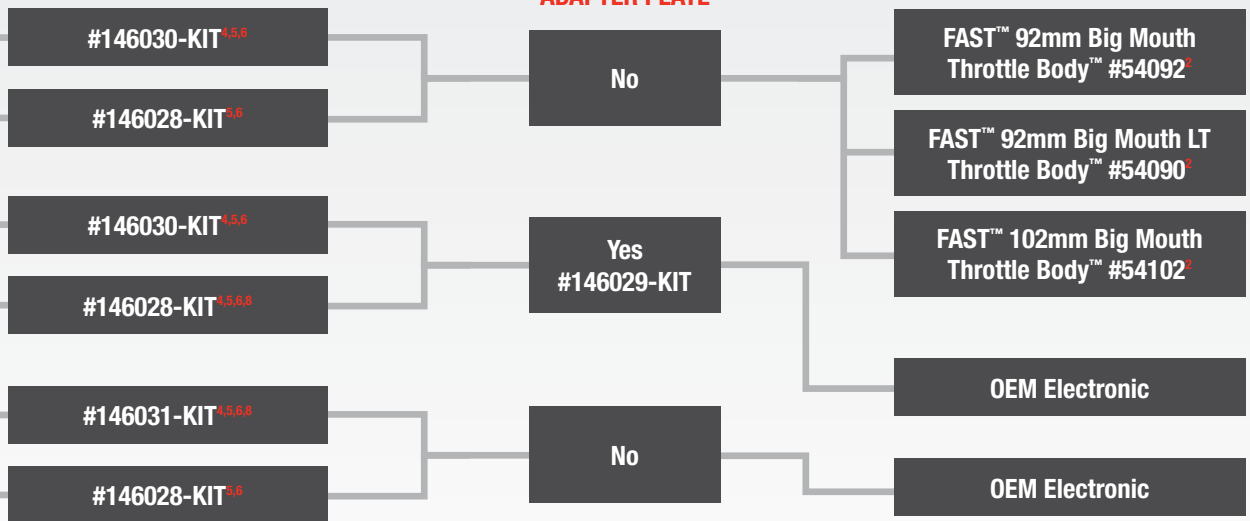 ADAPTER PLATE
#146030-KIT4,5,6
#146028-KIT5,6
No
FAST™ 92mm Big Mouth
Throttle Body™ #540922
FAST™ 92mm Big Mouth LT
Throttle Body™ #540902
FAST™ 102mm Big Mouth
Throttle Body™ #541022
#146030-KIT4,5,6
#146028-KIT4,5,6,8
Yes
#146029-KIT
OEM Electronic
#146031-KIT4,5,6,8
#146028-KIT5,6
No
OEM Electronic